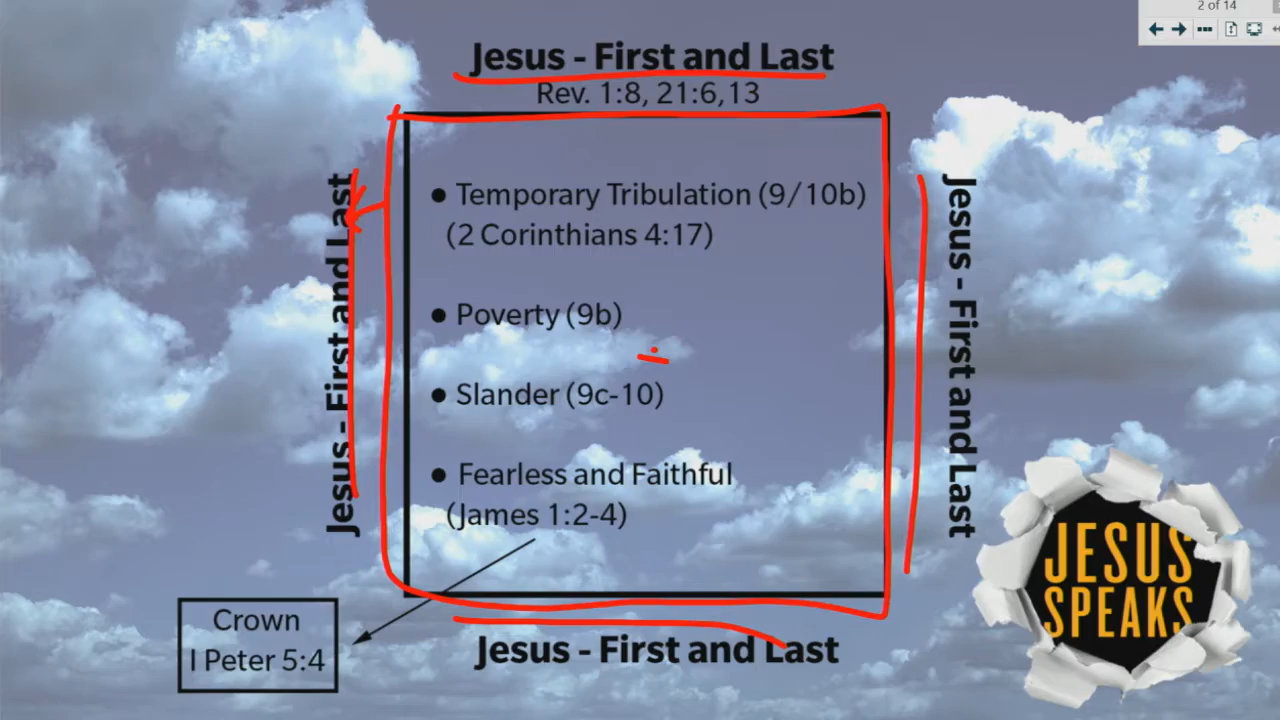 2 of 14
Jesus - First and Last
Rev. 1:8, 21:6,13
Jesus - First and Last
● Temporary Tribulation (9/10b)
(2 Corinthians 4:17)
● Poverty (9b)
● Slander (9c-10)
● Fearless and Faithful
(James 1:2-4)
Jesus - First and Last
Crown
I Peter 5:4
Jesus - First and Last
JESUS
SPEAKS